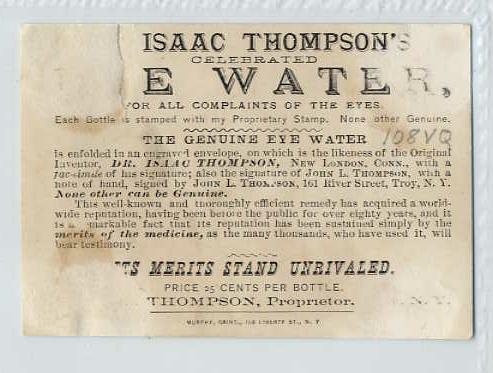 ISAAC THOMPSON'S
CELEBRATED
E WATER,
FOR ALL COMPLAINTS OF THE EYES.
Each Bottle is stamped with my Proprietary Stamp. None other Genuine.
108VQ
THE GENUINE EYE WATER
is enfolded in an engraved envelope, on which is the likeness of the Original
Inventor, DR. ISAAC THOMPSON, NEW LONDON, CONN., with a
fac-simile of his signature; also the signature of JOHN L. THOMPSON, with a
note of hand, signed by JOHN L. THOMPSON, 161 River Street, Troy, N. Y.
None other can be Genuine.
This well-known and thoroughly efficient remedy has acquired a world-
wide reputation, having been before the public for over eighty years, and it
is a markable fact that its reputation has been sustained simply by the
merits of the medicine, as the many thousands, who have used it, will
bear testimony.
ITS MERITS STAND UNRIVALED.
PRICE 25 CENTS PER BOTTLE.
THOMPSON, Proprietor. N. Y.
LIBERTY ST., N. Y